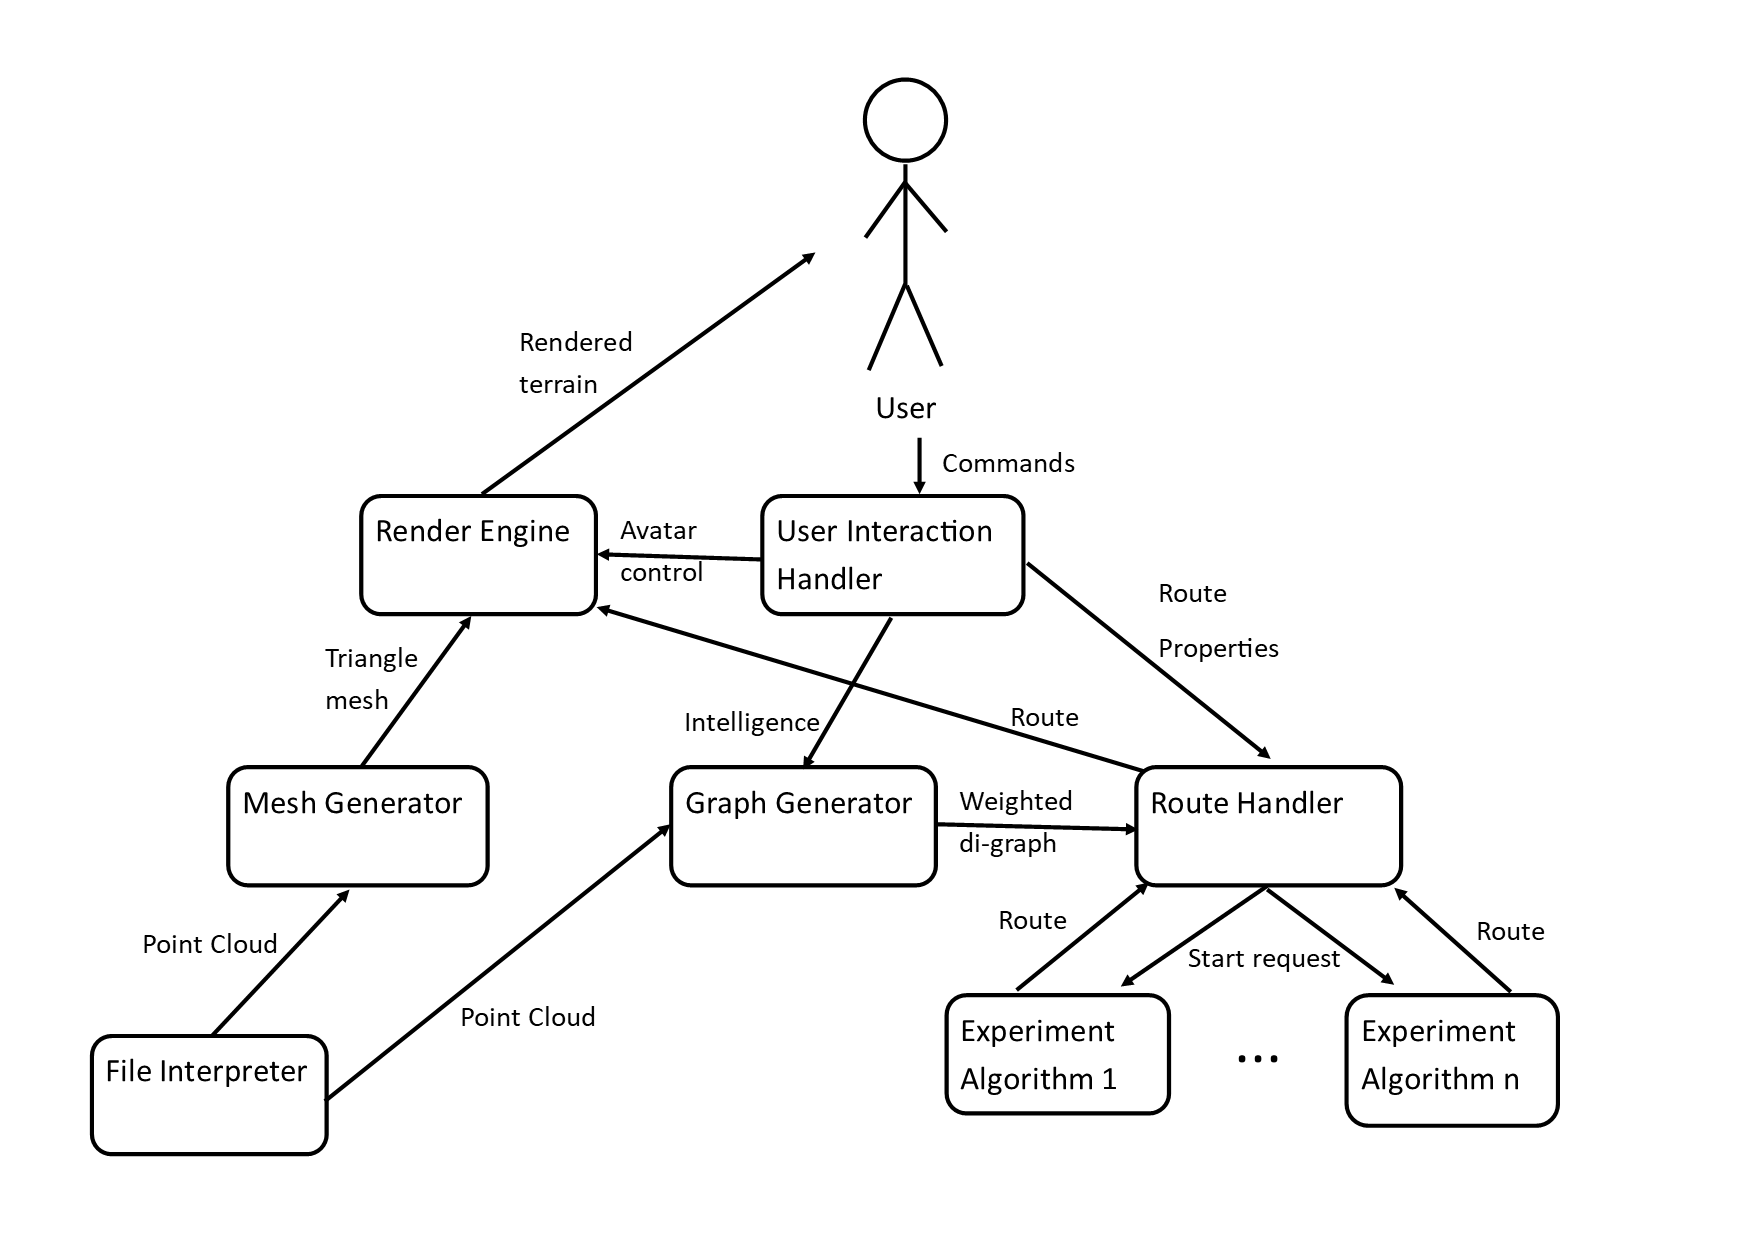 Rendered
terrain
User
Commands
Render Engine
Avatar
control
User Interaction
Handler
Route
Properties
Triangle
mesh
Intelligence
Route
Mesh Generator
Graph Generator
Weighted
di-graph
Route Handler
Point Cloud
Route
Start request
Route
Point Cloud
File Interpreter
Experiment
Algorithm 1
...
Experiment
Algorithm n